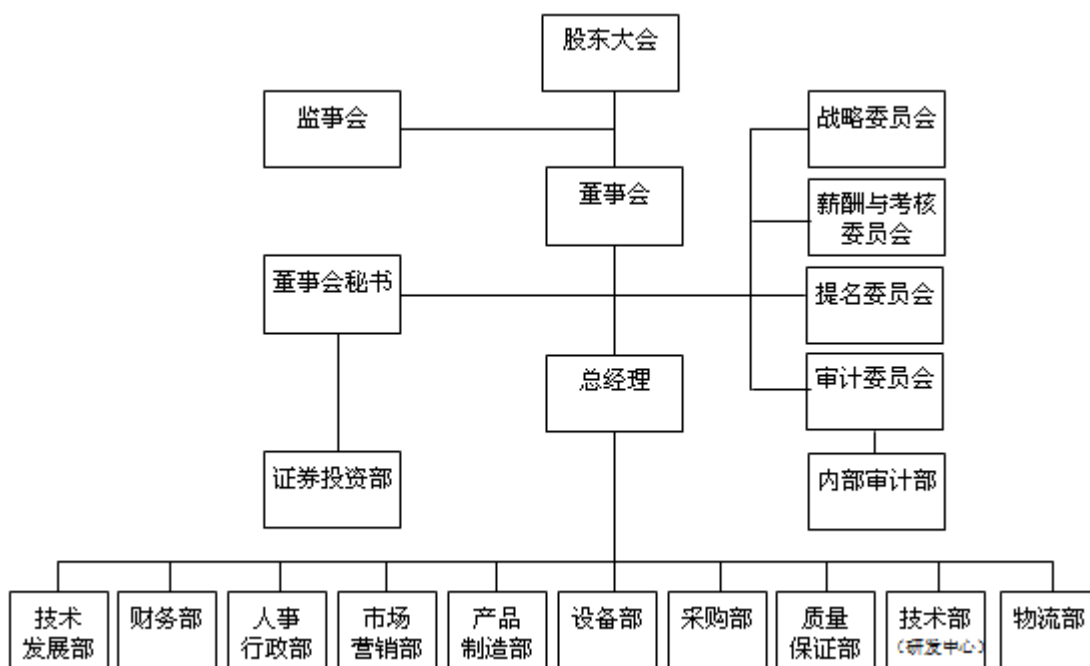 股东大会
监事会
战略委员会
董事会
薪酬与考核
委员会
董事会秘书
提名委员会
总经理
审计委员会
证券投资部
内部审计部
技术
发展部
财务部
人事
行政部
市场
营销部
产品
制造部
设备部
采购部
质量
保证部
技术部
（研发中心）
物流部